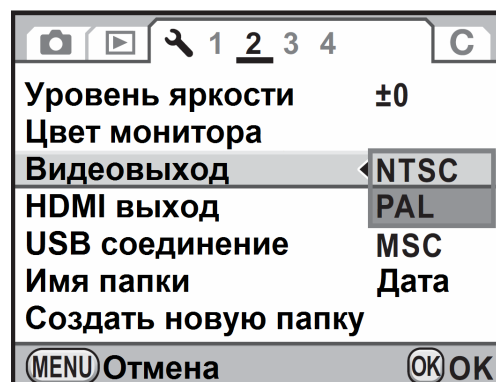 1 2 3 4 C
Уровень яркости ±0
Цвет монитора
Видеовыход NTSC
HDMI выход PAL
USB соединение MSC
Имя папки Дата
Создать новую папку
MENU Отмена OK OK